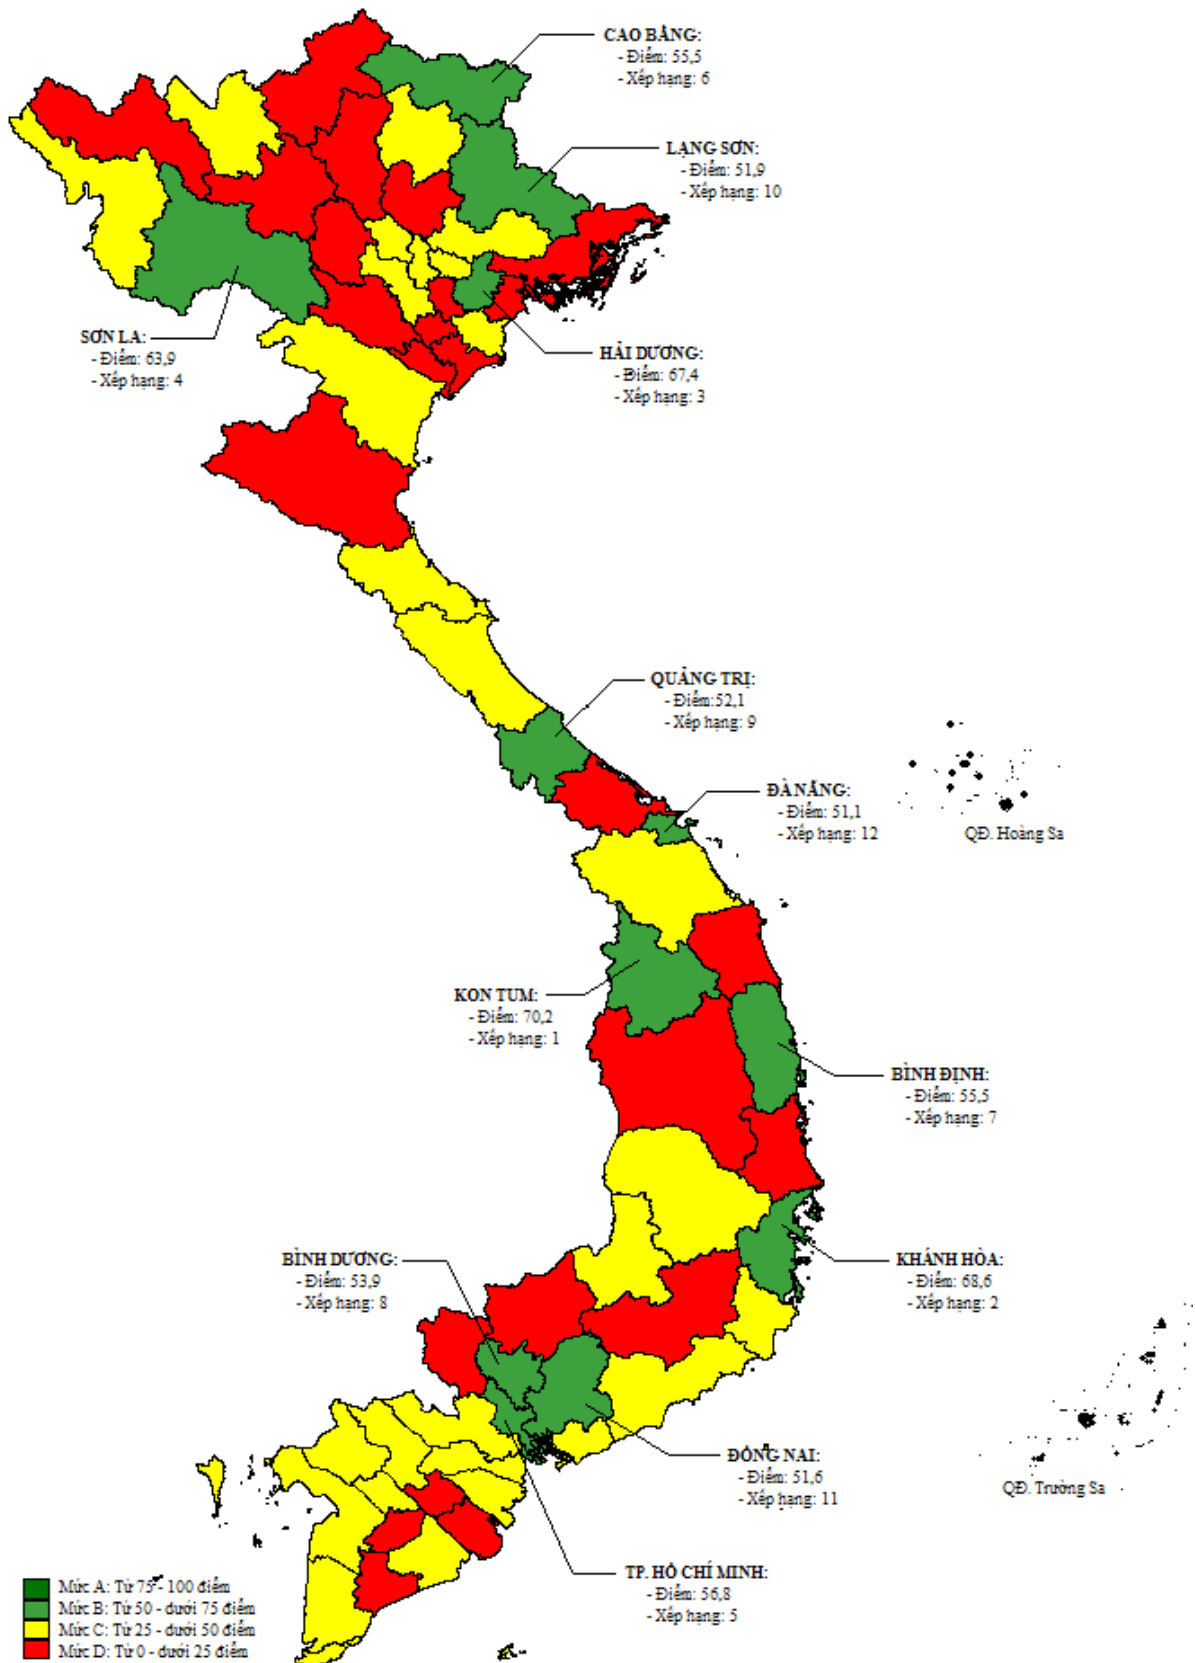 CAO BẰNG:
- Điểm: 55,5
- Xếp hạng: 6
LẠNG SƠN:
- Điểm: 51,9
- Xếp hạng: 10
SƠN LA:
- Điểm: 63,9
- Xếp hạng: 4
HẢI DƯƠNG:
- Điểm: 67,4
- Xếp hạng: 3
QUẢNG TRỊ:
- Điểm:52,1
- Xếp hạng: 9
ĐÀ NẴNG:
- Điểm: 51,1
- Xếp hạng: 12
QĐ. Hoàng Sa
KON TUM:
- Điểm: 70,2
- Xếp hạng: 1
BÌNH ĐỊNH:
- Điểm: 55,5
- Xếp hạng: 7
BÌNH DƯƠNG:
- Điểm: 53,9
- Xếp hạng: 8
KHÁNH HÒA:
- Điểm: 68,6
- Xếp hạng: 2
ĐỒNG NAI:
- Điểm: 51,6
- Xếp hạng: 11
QĐ. Trường Sa
TP. HỒ CHÍ MINH:
- Điểm: 56,8
- Xếp hạng: 5
Mức A: Từ 75 - 100 điểm
Mức B: Từ 50 - dưới 75 điểm
Mức C: Từ 25 - dưới 50 điểm
Mức D: Từ 0 - dưới 25 điểm